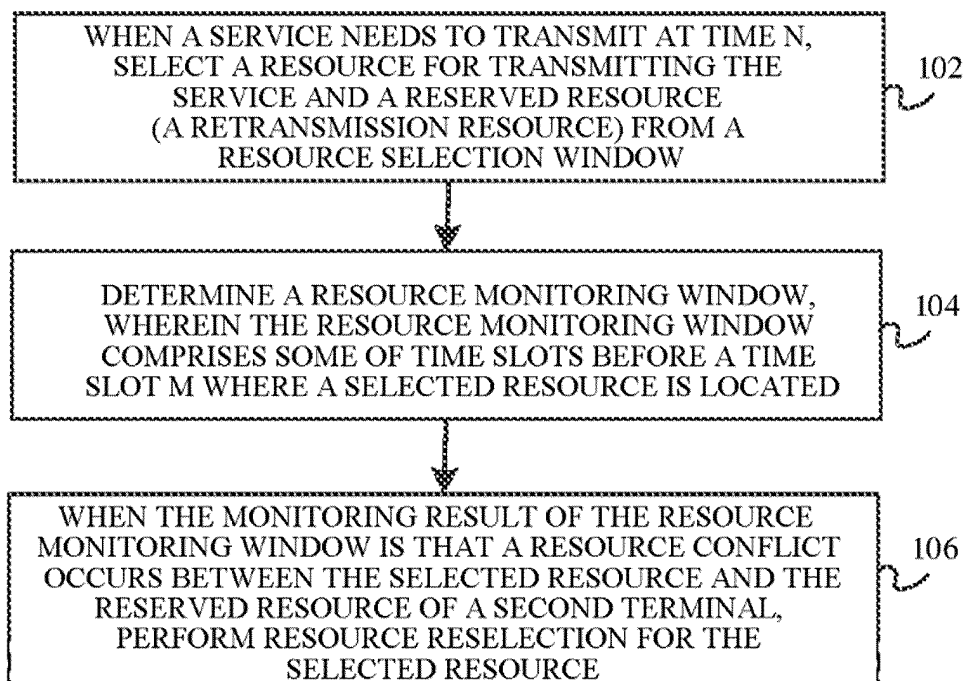 WHEN A SERVICE NEEDS TO TRANSMIT AT TIME N,
SELECT A RESOURCE FOR TRANSMITTING THE
SERVICE AND A RESERVED RESOURCE
(A RETRANSMISSION RESOURCE) FROM A
RESOURCE SELECTION WINDOW
102
DETERMINE A RESOURCE MONITORING WINDOW,
WHEREIN THE RESOURCE MONITORING WINDOW
COMPRISES SOME OF TIME SLOTS BEFORE A TIME
SLOT M WHERE A SELECTED RESOURCE IS LOCATED
104
WHEN THE MONITORING RESULT OF THE RESOURCE
MONITORING WINDOW IS THAT A RESOURCE CONFLICT
OCCURS BETWEEN THE SELECTED RESOURCE AND THE
RESERVED RESOURCE OF A SECOND TERMINAL,
PERFORM RESOURCE RESELECTION FOR THE
SELECTED RESOURCE
106